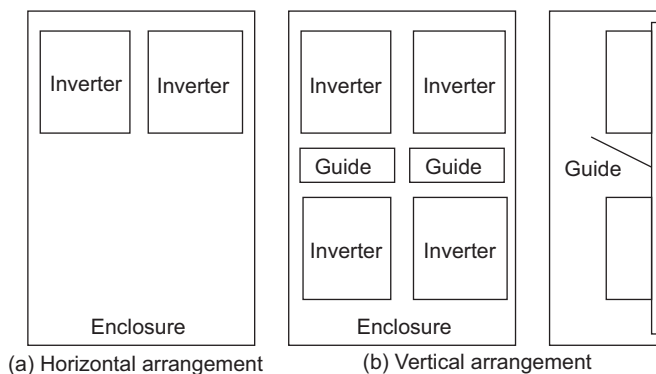 Inverter Inverter
Enclosure
(a) Horizontal arrangement
Inverter Inverter
Guide Guide
Inverter Inverter
Enclosure
(b) Vertical arrangement
Guide